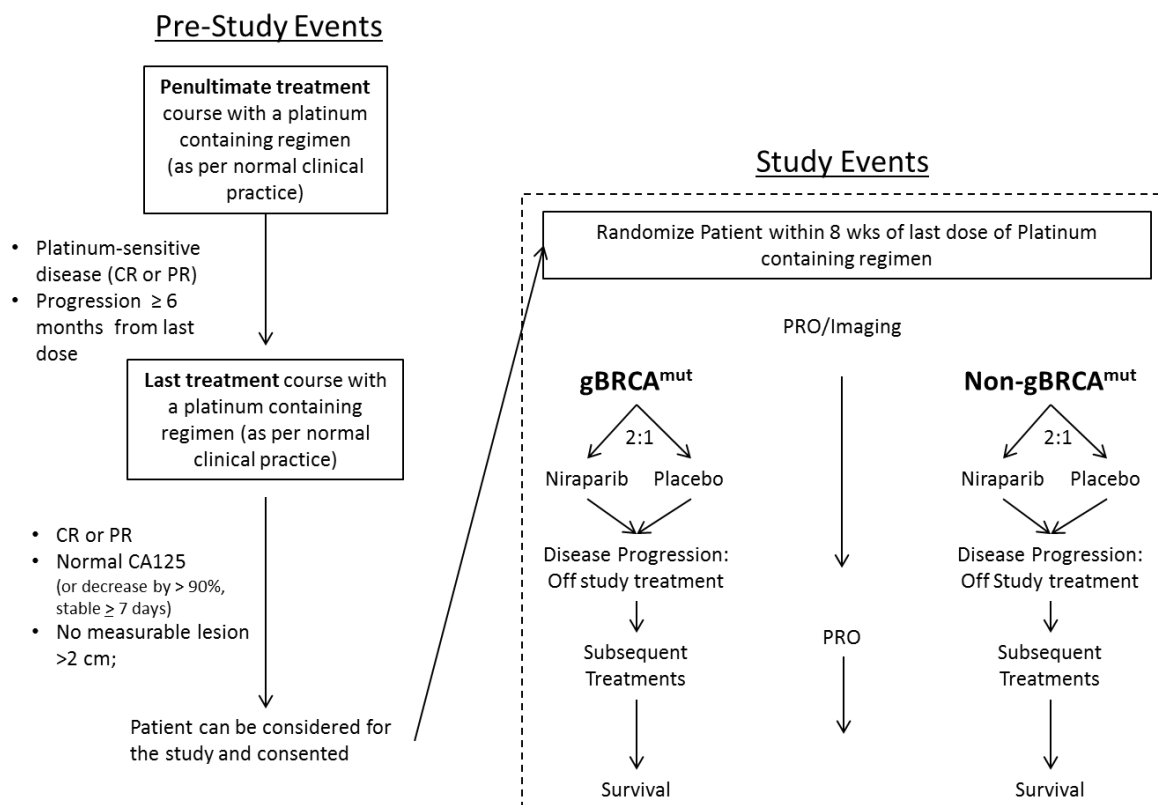 Pre-Study Events
Penultimate treatment
course with a platinum
containing regimen
(as per normal clinical
practice)
• Platinum-sensitive
disease (CR or PR)
• Progression ≥ 6
months from last
dose
Last treatment course with
a platinum containing
regimen (as per normal
clinical practice)
• CR or PR
• Normal CA125
(or decrease by > 90%,
stable ≥ 7 days)
• No measurable lesion
>2 cm;
Patient can be considered for
the study and consented
Study Events
Randomize Patient within 8 wks of last dose of Platinum
containing regimen
PRO/Imaging
gBRCAmut
2:1
Niraparib Placebo
Disease Progression:
Off study treatment
Subsequent
Treatments
Survival
PRO
Non-gBRCAmut
2:1
Niraparib Placebo
Disease Progression:
Off Study treatment
Subsequent
Treatments
Survival